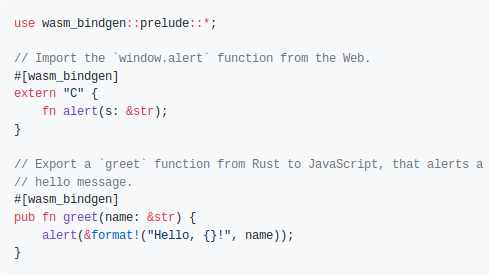 use wasm_bindgen::prelude::*;
// Import the `window.alert` function from the Web.
#[wasm_bindgen]
extern "C" {
    fn alert(s: &str);
}
// Export a `greet` function from Rust to JavaScript, that alerts a
// hello message.
#[wasm_bindgen]
pub fn greet(name: &str) {
    alert(&format!("Hello, {}!", name));
}